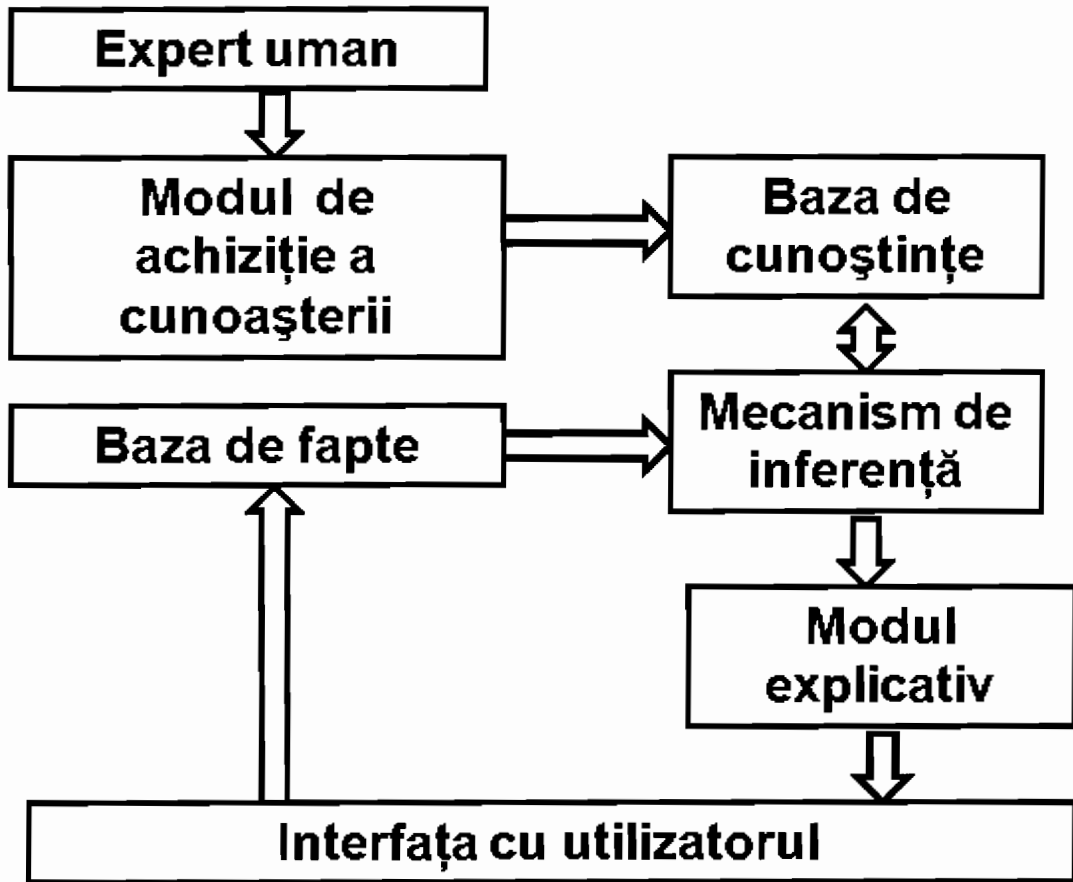 Expert uman
Modul de
achiziție a
cunoaşterii
Baza de
cunoştințe
Baza de fapte
Mecanism de
inferență
Modul
explicativ
Interfața cu utilizatorul